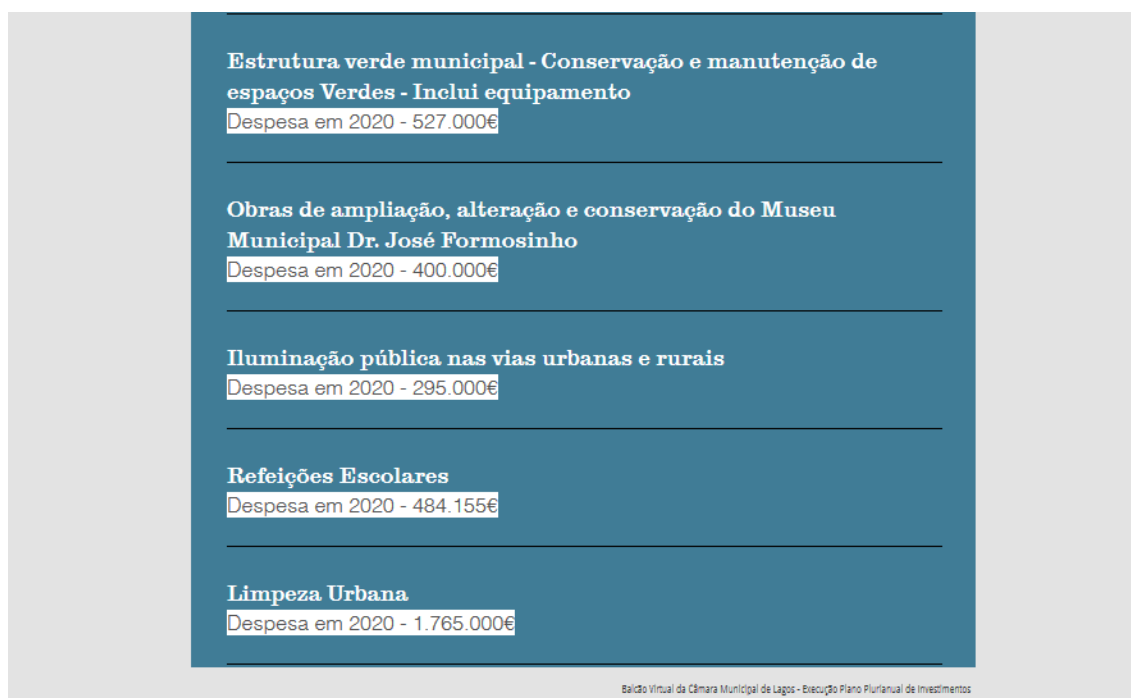 Estrutura verde municipal - Conservação e manutenção de
espaços Verdes - Inclui equipamento
Despesa em 2020 - 527.000€
Obras de ampliação, alteração e conservação do Museu
Municipal Dr. José Formosinho
Despesa em 2020 - 400.000€
Iluminação pública nas vias urbanas e rurais
Despesa em 2020 - 295.000€
Refeições Escolares
Despesa em 2020 - 484.155€
Limpeza Urbana
Despesa em 2020 - 1.765.000€
Balcão Virtual da Câmara Municipal de Lagos - Execução Plano Plurianual de Investimentos